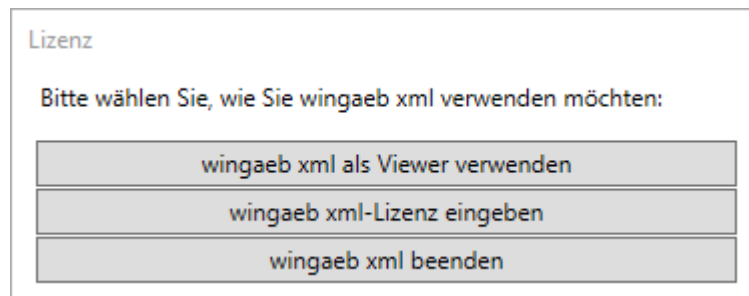 Lizenz
Bitte wählen Sie, wie Sie wingaeb xml verwenden möchten:
wingaeb xml als Viewer verwenden
wingaeb xml-Lizenz eingeben
wingaeb xml beenden